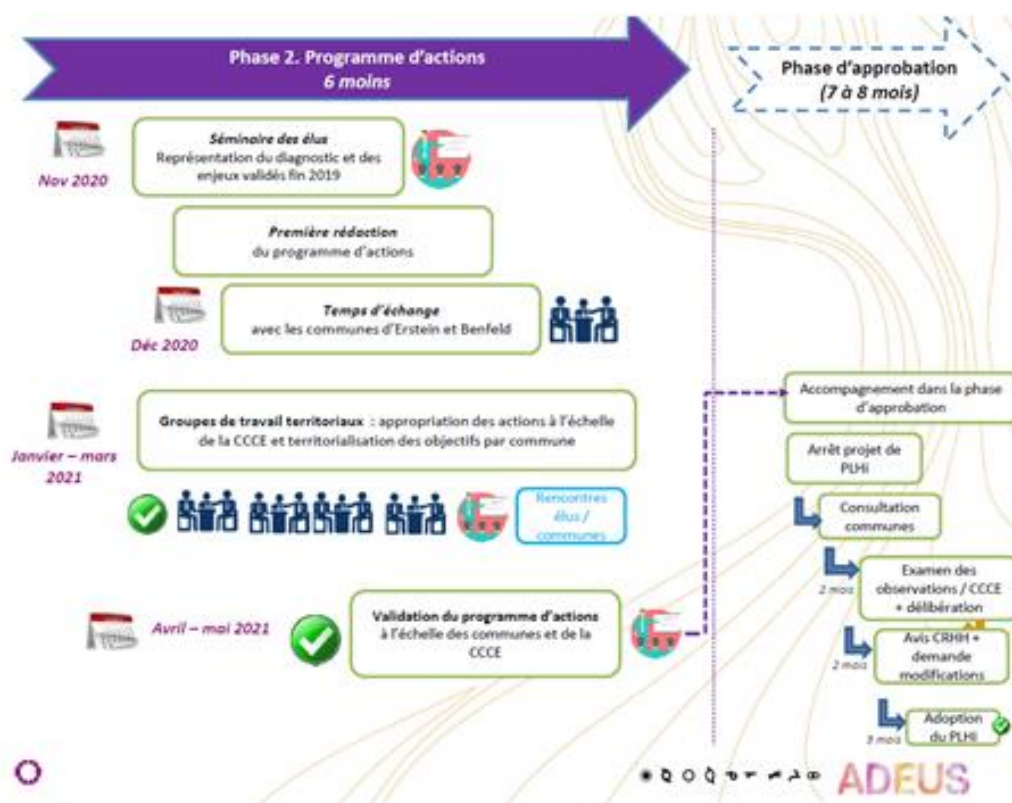 Phase 2. Programme d'actions
6 moins
Phase d'approbation
(7 à 8 mois)
Nov 2020
Séminaire des élus
Représentation du diagnostic et des
enjeux validés fin 2019
Première rédaction
du programme d'actions
Déc 2020
Temps d'échange
avec les communes d'Erstein et Benfeld
Janvier – mars
2021
Groupes de travail territoriaux : appropriation des actions à l'échelle
de la CCCE et territorialisation des objectifs par commune
Rencontres
élus /
communes
Avril – mai 2021
Validation du programme d'actions
à l'échelle des communes et de la
CCCE
Accompagnement dans la phase
d'approbation
Arrêt projet de
PLHi
Consultation
communes
2 mois
Examen des
observations / CCCE
+ délibération
2 mois
Avis CRHH +
demande
modifications
3 mois
Adoption
du PLHi
ADEUS